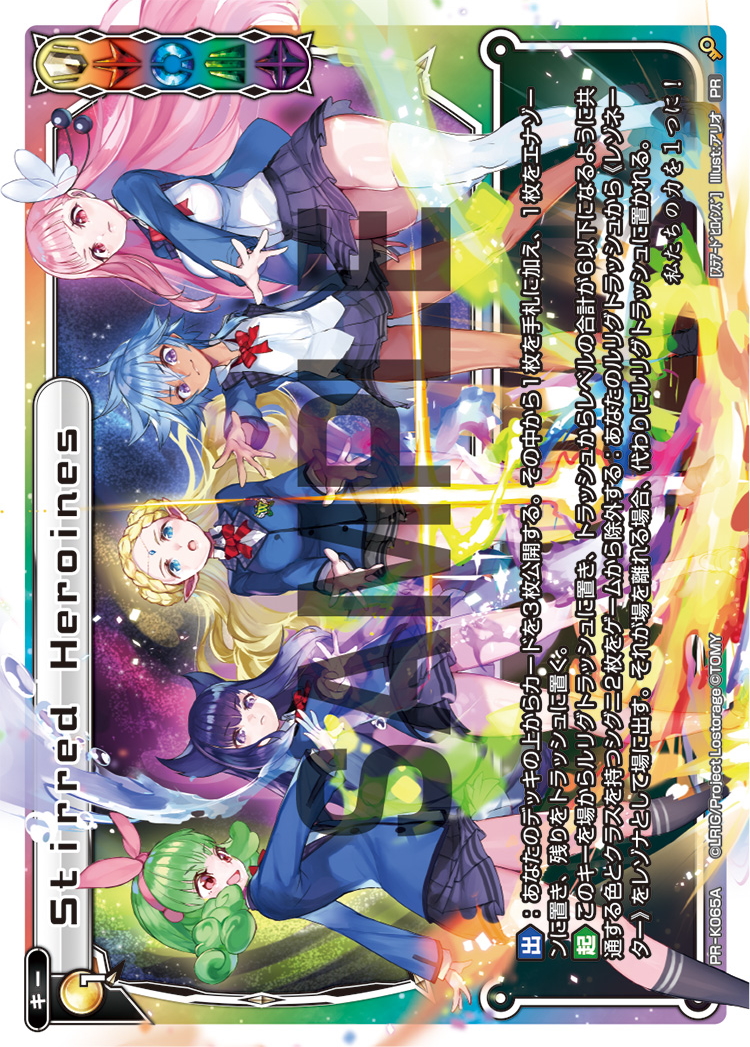 キー
1
Stirred Heroines
SAMPLE
出：あなたのデッキの上からカードを3枚公開する。その中から1枚を手札に加え、1枚をエナゾー
ンに置き、残りをトラッシュに置く。
起このキーを場からルリグトラッシュに置き、トラッシュからレベルの合計が6以下になるように共
通する色とクラスを持つシグニ2枚をゲームから除外する：あなたのルリグトラッシュから《レゾネー
ター》をレゾナとして場に出す。それが場を離れる場合、代わりにルリグトラッシュに置かれる。
私たちの力を1つに！
[ステアードヒロインズ] Illust.アリオ PR
PR-K065A ©LRIG/Project Lostorage ©TOMY